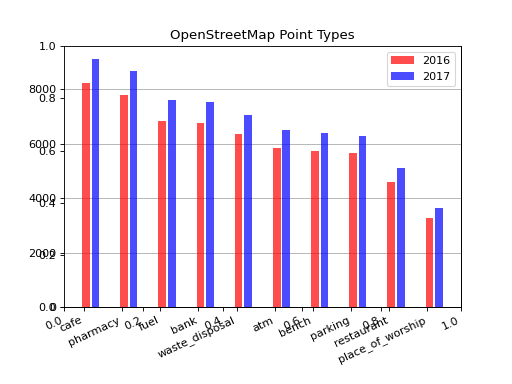 OpenStreetMap Point Types
2016
2017
1.0
8000
0.8
6000
0.6
4000
0.4
2000
0.2
0
0.0
0.0
cafe
pharmacy
0.2
fuel
bank
0.4
waste_disposal
atm
0.6
bench
parking
0.8
restaurant
place_of_worship
1.0